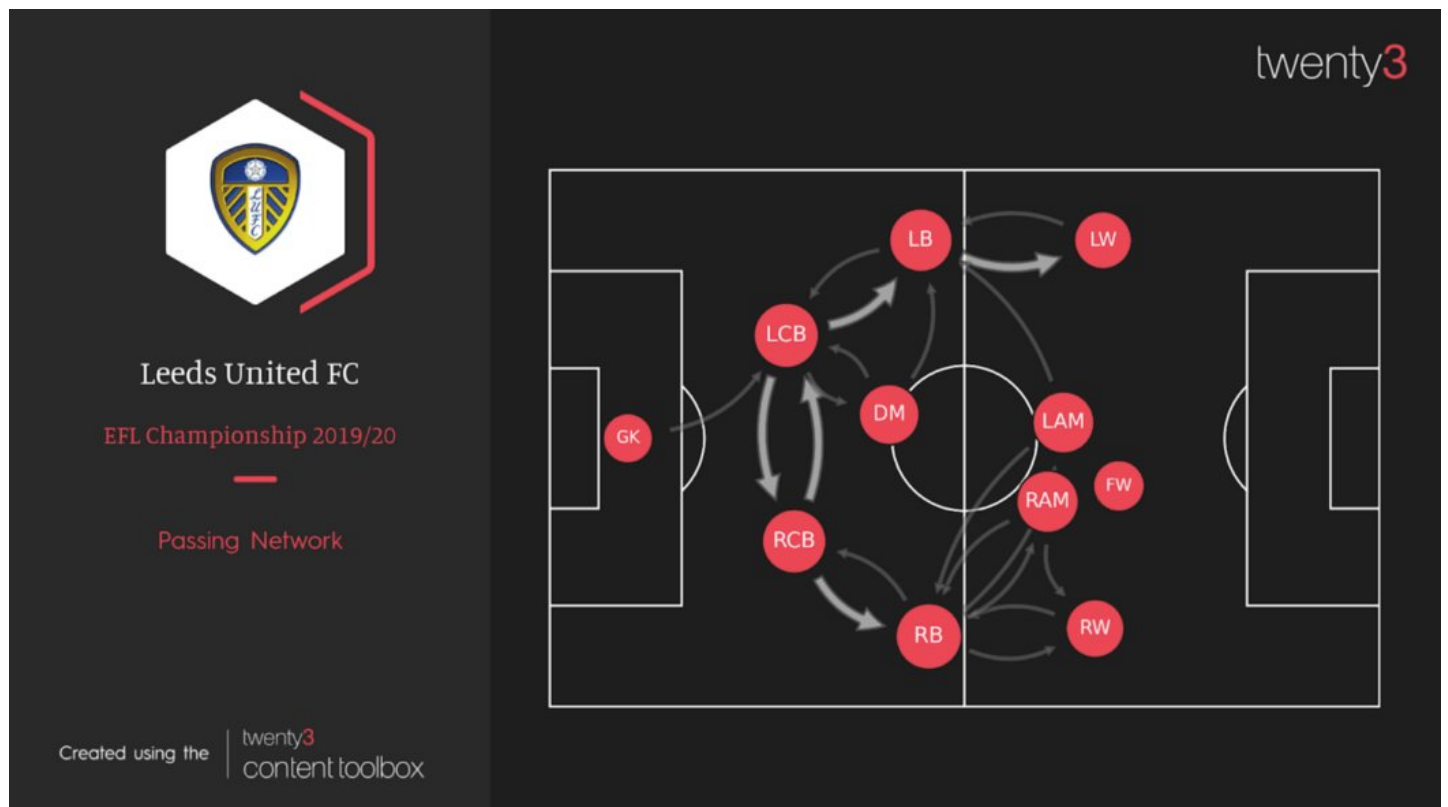 twenty3
LUFC
Leeds United FC
EFL Championship 2019/20
Passing Network
LB
LW
LCB
DM
LAM
GK
FW
RAM
RCB
RB
RW
Created using the
twenty3
content toolbox